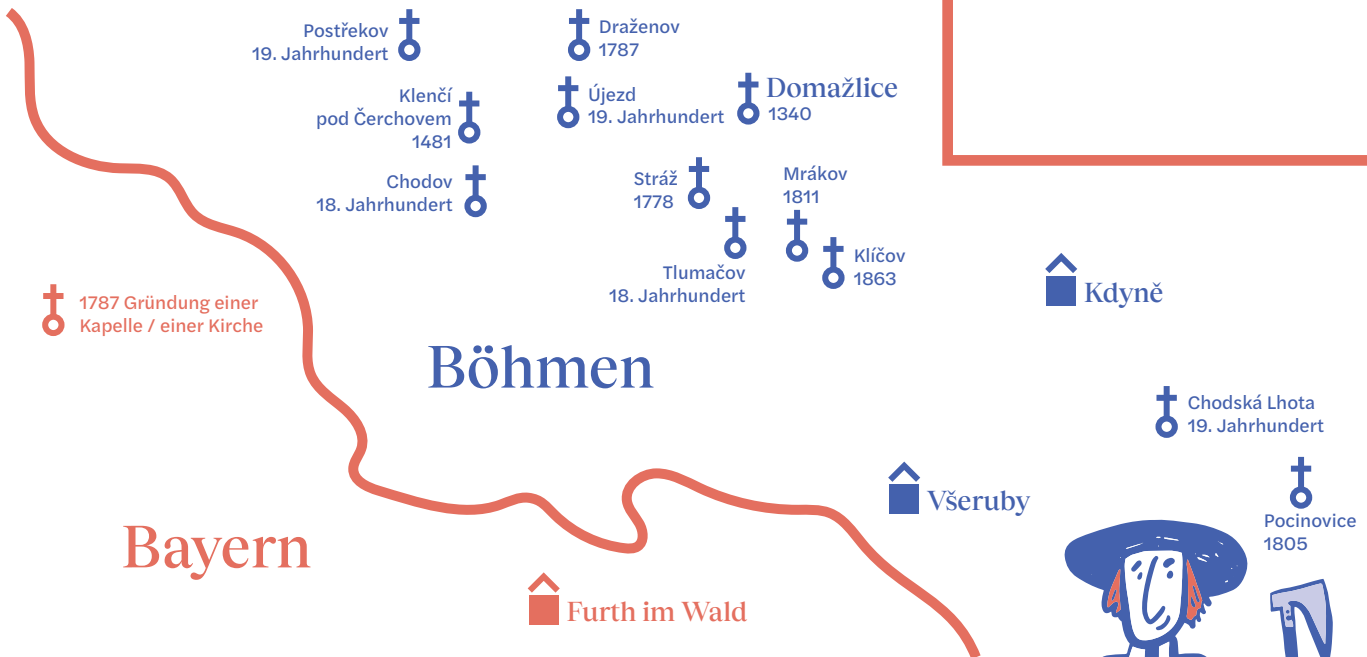 Postřekov
19. Jahrhundert
Draženov
1787
Klenčí
pod Čerchovem
1481
Újezd
19. Jahrhundert
Domažlice
1340
Chodov
18. Jahrhundert
Stráž
1778
Mrákov
1811
Tlumačov
18. Jahrhundert
Klíčov
1863
Kdyně
1787 Gründung einer
Kapelle / einer Kirche
Böhmen
Chodská Lhota
19. Jahrhundert
Všeruby
Pocinovice
1805
Bayern
Furth im Wald